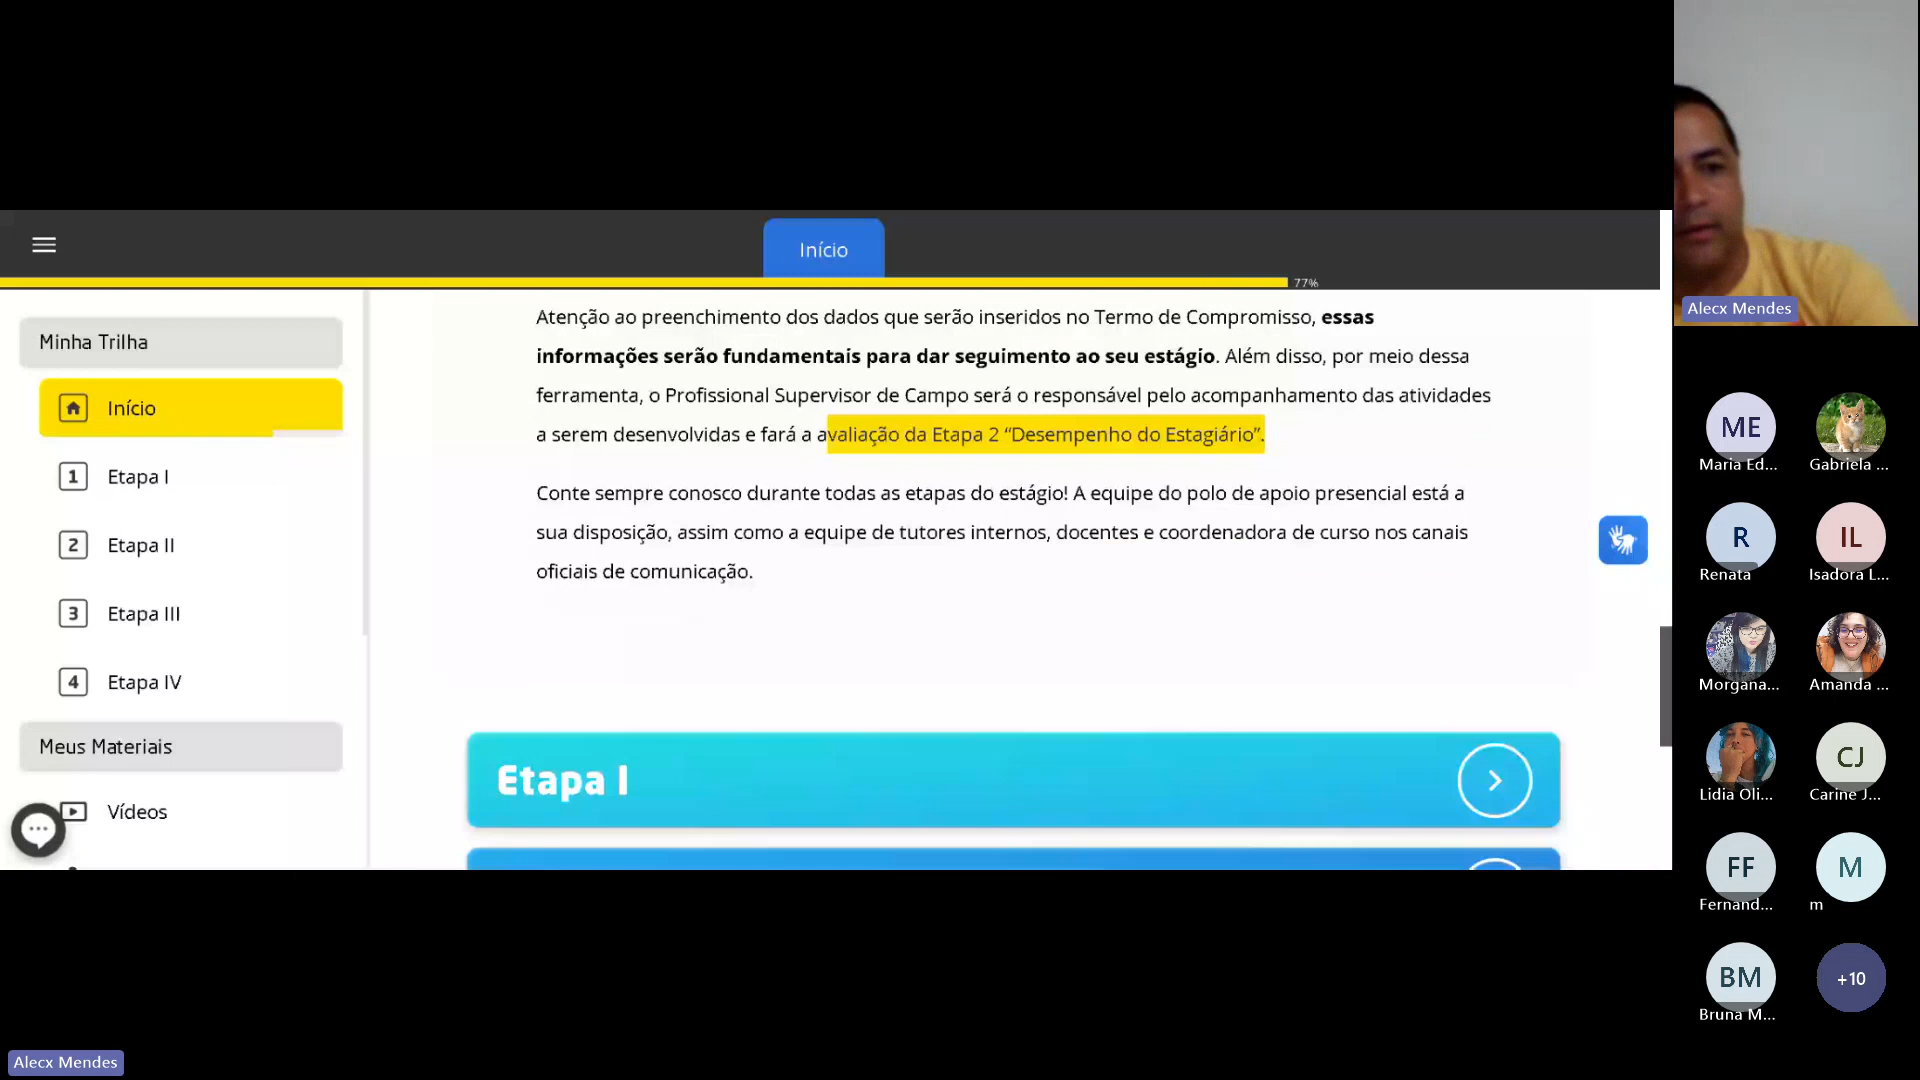 Início
77%
Minha Trilha
Início
1 Etapa I
2 Etapa II
3 Etapa III
4 Etapa IV
Meus Materiais
Vídeos
Atenção ao preenchimento dos dados que serão inseridos no Termo de Compromisso, essas
informações serão fundamentais para dar seguimento ao seu estágio. Além disso, por meio dessa
ferramenta, o Profissional Supervisor de Campo será o responsável pelo acompanhamento das atividades
a serem desenvolvidas e fará a avaliação da Etapa 2 “Desempenho do Estagiário”.
Conte sempre conosco durante todas as etapas do estágio! A equipe do polo de apoio presencial está a
sua disposição, assim como a equipe de tutores internos, docentes e coordenadora de curso nos canais
oficiais de comunicação.
Etapa I
Alecx Mendes
ME
Maria Ed...
Gabriela ...
R
Renata
IL
Isadora L...
Morgana...
Amanda ...
Lidia Oli...
CJ
Carine J...
FF
Fernand...
M
m
BM
Bruna M...
+10
Alecx Mendes